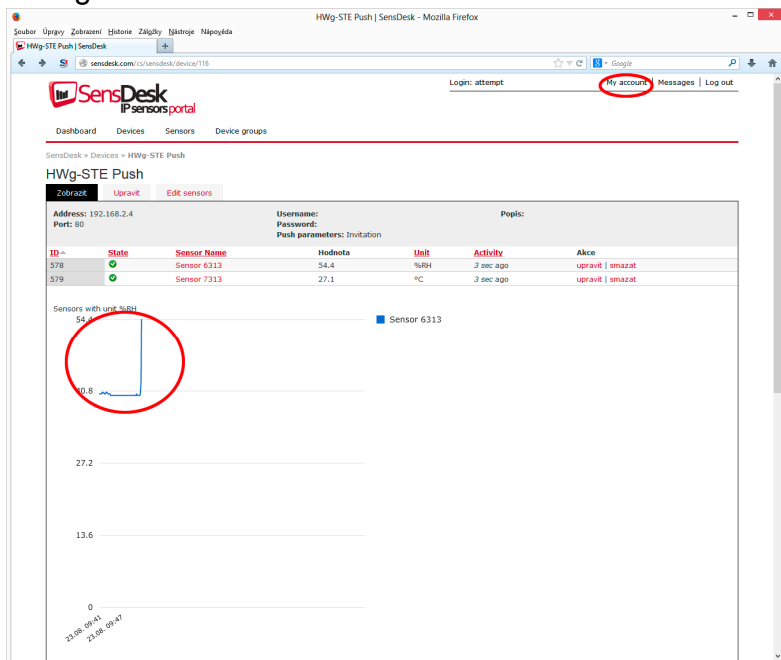 HWg-STE Push | SensDesk - Mozilla Firefox
Soubor Úpravy Zobrazení Historie Záložky Nástroje Nápověda
HWg-STE Push | SensDesk
sensdesk.com/cs/sensdesk/device/116
Google
SensDesk
IP sensors portal
Login: attempt
My account | Messages | Log out
Dashboard Devices Sensors Device groups
SensDesk » Devices » HWg-STE Push
HWg-STE Push
Zobrazit Upravit Edit sensors
Address: 192.168.2.4 Username: Popis:
Port: 80 Password:
Push parameters: Invitation
ID State Sensor Name Hodnota Unit Activity Akce
578 Sensor 6313 54.4 %RH 3 sec ago upravit | smazat
579 Sensor 7313 27.1 °C 3 sec ago upravit | smazat
Sensors with unit %RH
54.4
Sensor 6313
40.8
27.2
13.6
0
23.08. 09:41
23.08. 09:47